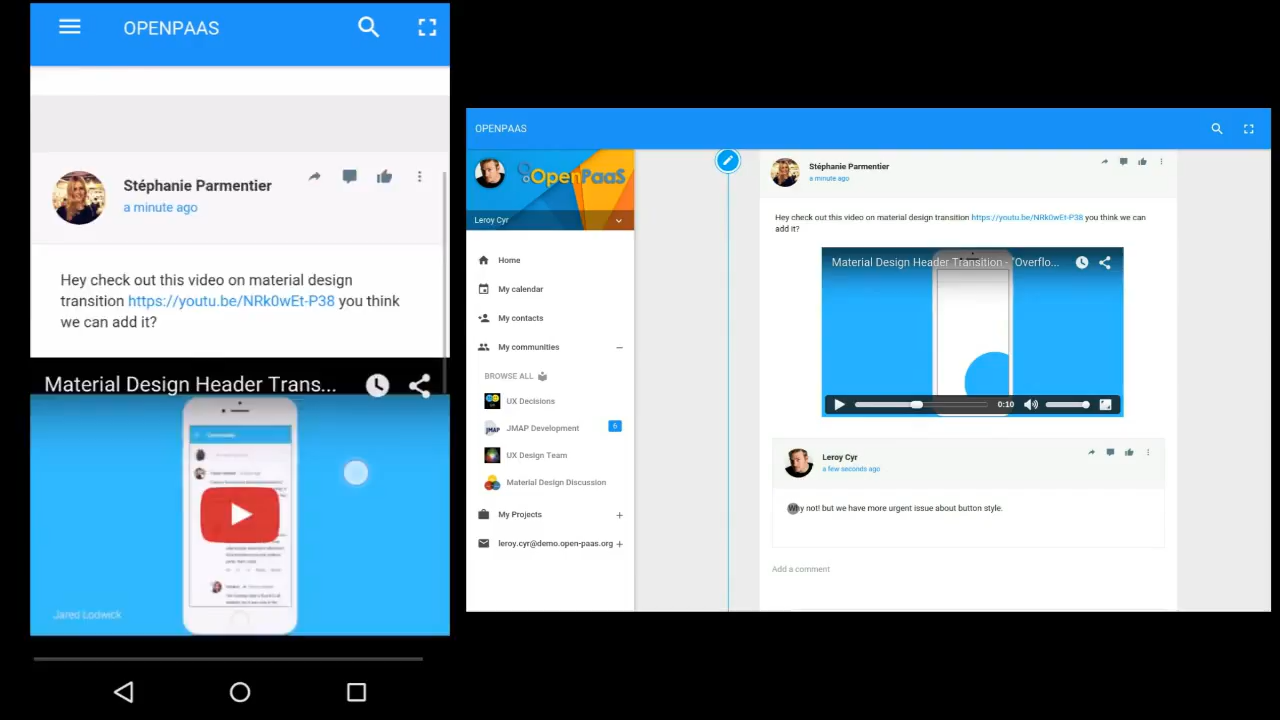 OPENPAAS
Stéphanie Parmentier
a minute ago
Hey check out this video on material design
transition https://youtu.be/NRk0wEt-P38 you think
we can add it?
Material Design Header Trans...
Jared Lodwick
OPENPAAS
OpenPaaS
Leroy Cyr
Home
My calendar
My contacts
My communities
BROWSE ALL
UX Decisions
JMAP
JMAP Development 6
UX Design Team
Material Design Discussion
My Projects
leroy.cyr@demo.open-paas.org
Stéphanie Parmentier
a minute ago
Hey check out this video on material design transition https://youtu.be/NRk0wEt-P38 you think we can
add it?
Material Design Header Transition - "Overflo...
0:10
Leroy Cyr
a few seconds ago
Why not! but we have more urgent issue about button style.
Add a comment